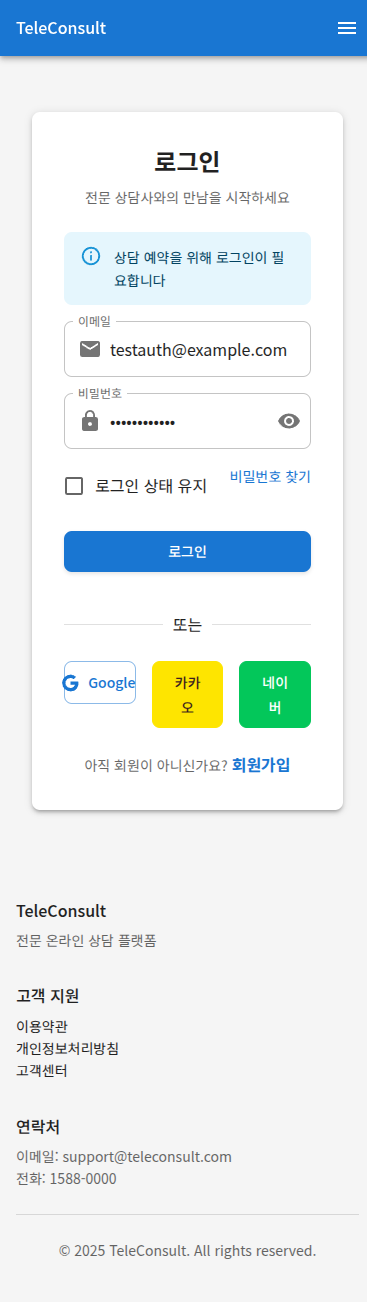 TeleConsult
로그인
전문 상담사와의 만남을 시작하세요
상담 예약을 위해 로그인이 필
요합니다
이메일
testauth@example.com
비밀번호
••••••••••••
로그인 상태 유지
비밀번호 찾기
로그인
또는
Google
카카
오
네이
버
아직 회원이 아니신가요? 회원가입
TeleConsult
전문 온라인 상담 플랫폼
고객 지원
이용약관
개인정보처리방침
고객센터
연락처
이메일: support@teleconsult.com
전화: 1588-0000
© 2025 TeleConsult. All rights reserved.